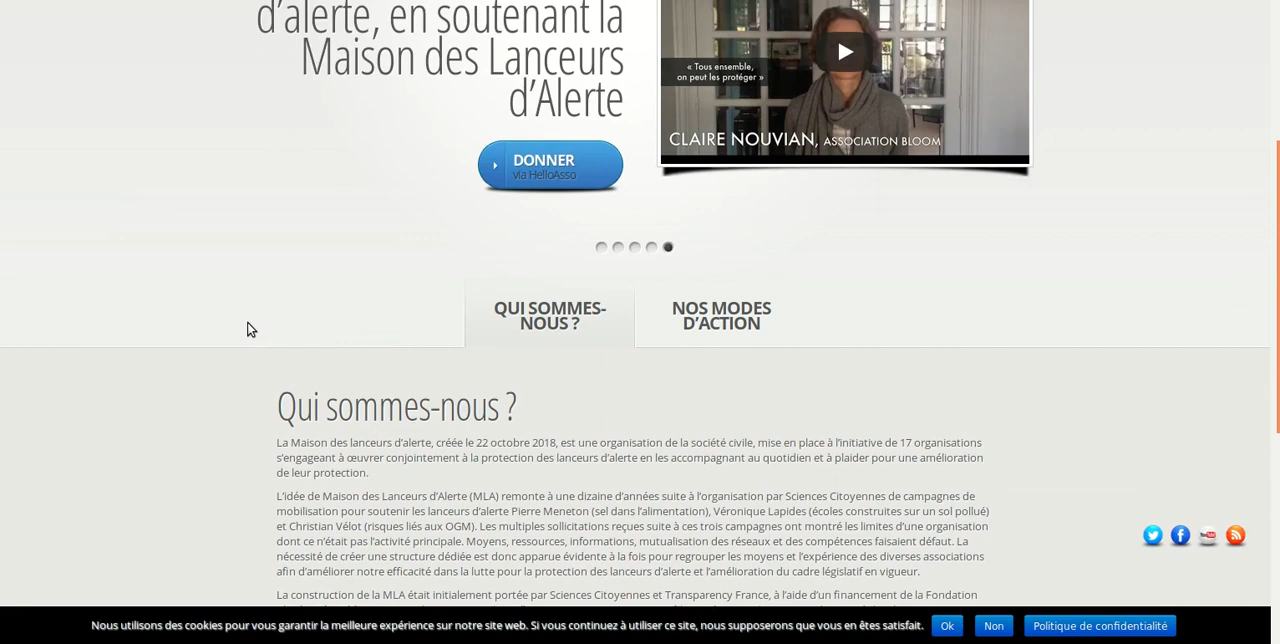 d’alerte, en soutenant la
Maison des Lanceurs
d’Alerte
DONNER
via HelloAsso
« Tous ensemble,
on peut les protéger »
CLAIRE NOUVIAN, ASSOCIATION BLOOM
QUI SOMMES-
NOUS ?
NOS MODES
D’ACTION
Qui sommes-nous ?
La Maison des lanceurs d’alerte, créée le 22 octobre 2018, est une organisation de la société civile, mise en place à l’initiative de 17 organisations
s’engageant à œuvrer conjointement à la protection des lanceurs d’alerte en les accompagnant au quotidien et à plaider pour une amélioration
de leur protection.
L’idée de Maison des Lanceurs d’Alerte (MLA) remonte à une dizaine d’années suite à l’organisation par Sciences Citoyennes de campagnes de
mobilisation pour soutenir les lanceurs d’alerte Pierre Meneton (sel dans l’alimentation), Véronique Lapides (écoles construites sur un sol pollué)
et Christian Vélot (risques liés aux OGM). Les multiples sollicitations reçues suite à ces trois campagnes ont montré les limites d’une organisation
dont ce n’était pas l’activité principale. Moyens, ressources, informations, mutualisation des réseaux et des compétences faisaient défaut. La
nécessité de créer une structure dédiée est donc apparue évidente à la fois pour regrouper les moyens et l’expérience des diverses associations
afin d’améliorer notre efficacité dans la lutte pour la protection des lanceurs d’alerte et l’amélioration du cadre législatif en vigueur.
La construction de la MLA était initialement portée par Sciences Citoyennes et Transparency France, à l’aide d’un financement de la Fondation
Nous utilisons des cookies pour vous garantir la meilleure expérience sur notre site web. Si vous continuez à utiliser ce site, nous supposerons que vous en êtes satisfait. Ok Non Politique de confidentialité